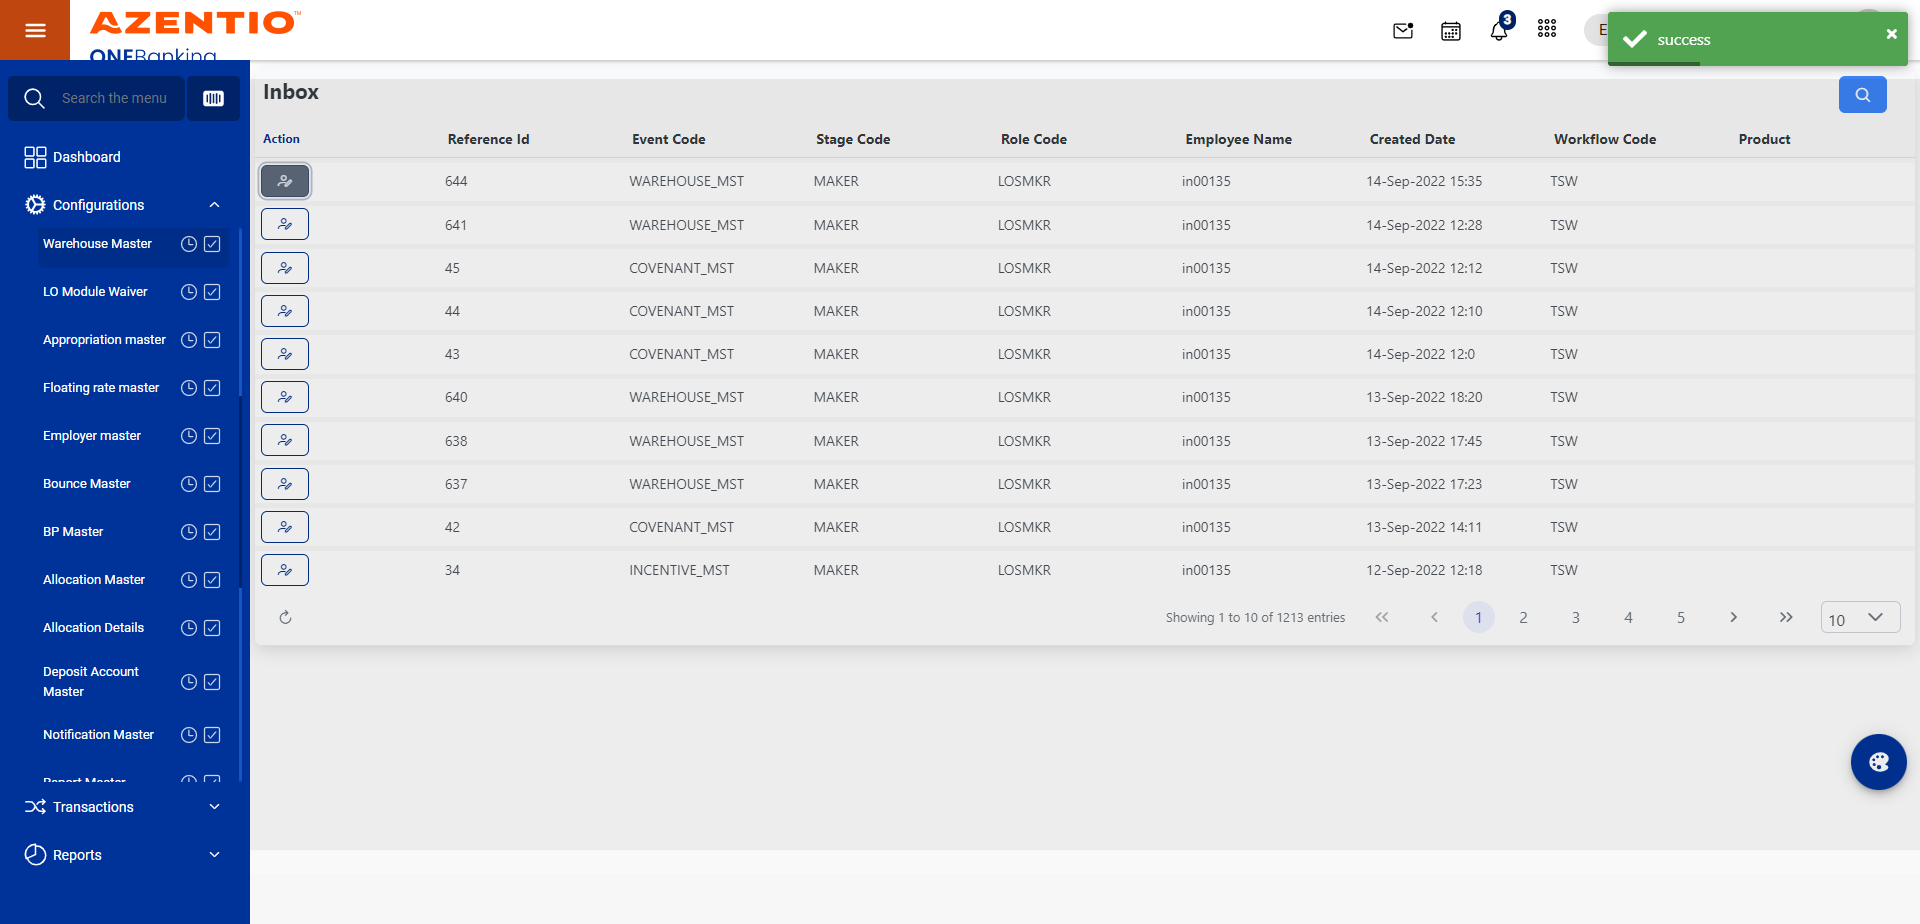 AZENTIO™
ONEBanking
3
E
success
Search the menu
Dashboard
Configurations
Warehouse Master
LO Module Waiver
Appropriation master
Floating rate master
Employer master
Bounce Master
BP Master
Allocation Master
Allocation Details
Deposit Account
Master
Notification Master
Report Master
Transactions
Reports
Inbox
Action Reference Id Event Code Stage Code Role Code Employee Name Created Date Workflow Code Product
644 WAREHOUSE_MST MAKER LOSMKR in00135 14-Sep-2022 15:35 TSW
641 WAREHOUSE_MST MAKER LOSMKR in00135 14-Sep-2022 12:28 TSW
45 COVENANT_MST MAKER LOSMKR in00135 14-Sep-2022 12:12 TSW
44 COVENANT_MST MAKER LOSMKR in00135 14-Sep-2022 12:10 TSW
43 COVENANT_MST MAKER LOSMKR in00135 14-Sep-2022 12:0 TSW
640 WAREHOUSE_MST MAKER LOSMKR in00135 13-Sep-2022 18:20 TSW
638 WAREHOUSE_MST MAKER LOSMKR in00135 13-Sep-2022 17:45 TSW
637 WAREHOUSE_MST MAKER LOSMKR in00135 13-Sep-2022 17:23 TSW
42 COVENANT_MST MAKER LOSMKR in00135 13-Sep-2022 14:11 TSW
34 INCENTIVE_MST MAKER LOSMKR in00135 12-Sep-2022 12:18 TSW
Showing 1 to 10 of 1213 entries 1 2 3 4 5 10